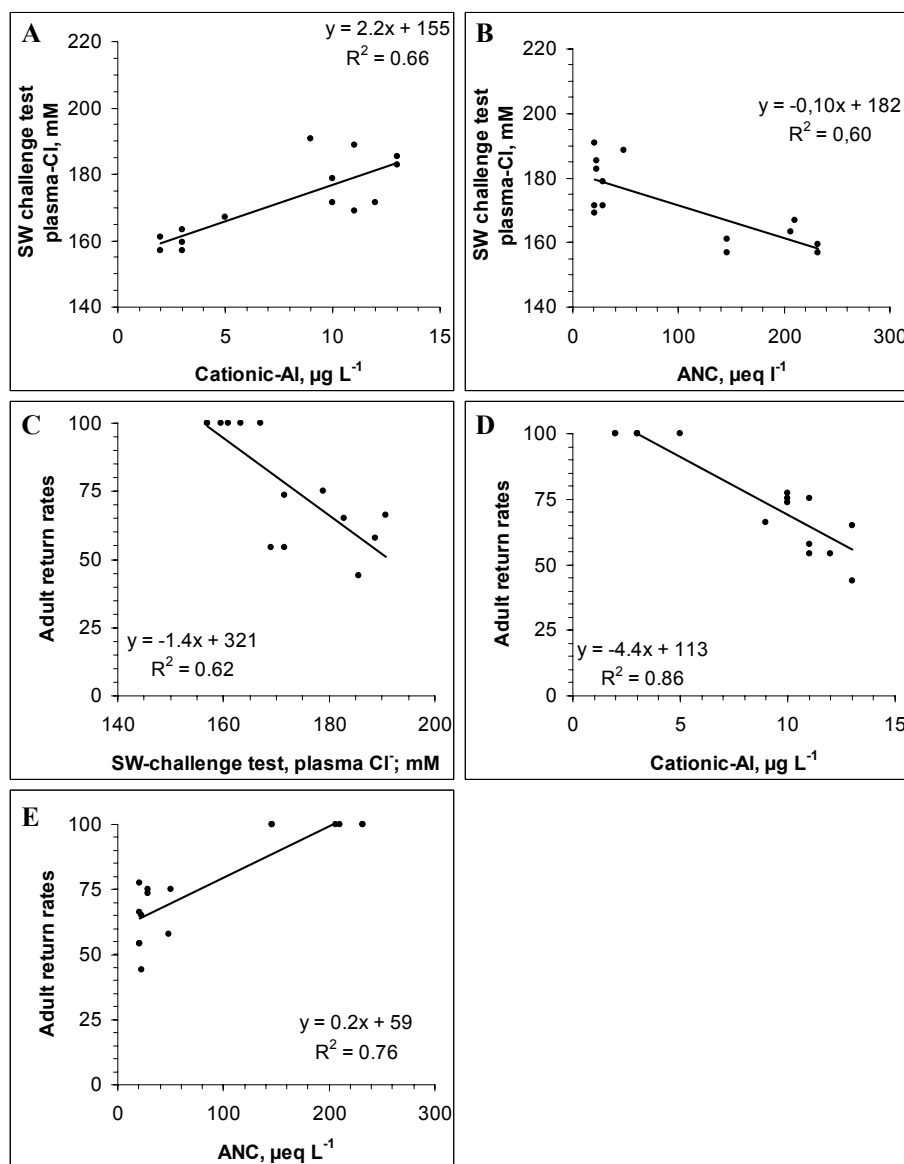 A
y = 2.2x + 155
R² = 0.66
SW challenge test
plasma-Cl, mM
220
200
180
160
140
0 5 10 15
Cationic-Al, µg L⁻¹
B
y = -0,10x + 182
R² = 0,60
SW challenge test
plasma-Cl, mM
220
200
180
160
140
0 100 200 300
ANC, µeq l⁻¹
C
Adult return rates
100
75
50
25
0
y = -1.4x + 321
R² = 0.62
140 160 180 200
SW-challenge test, plasma Cl⁻; mM
D
Adult return rates
100
75
50
25
0
y = -4.4x + 113
R² = 0.86
0 5 10 15
Cationic-Al, µg L⁻¹
E
Adult return rates
100
75
50
25
0
y = 0.2x + 59
R² = 0.76
0 100 200 300
ANC, µeq L⁻¹